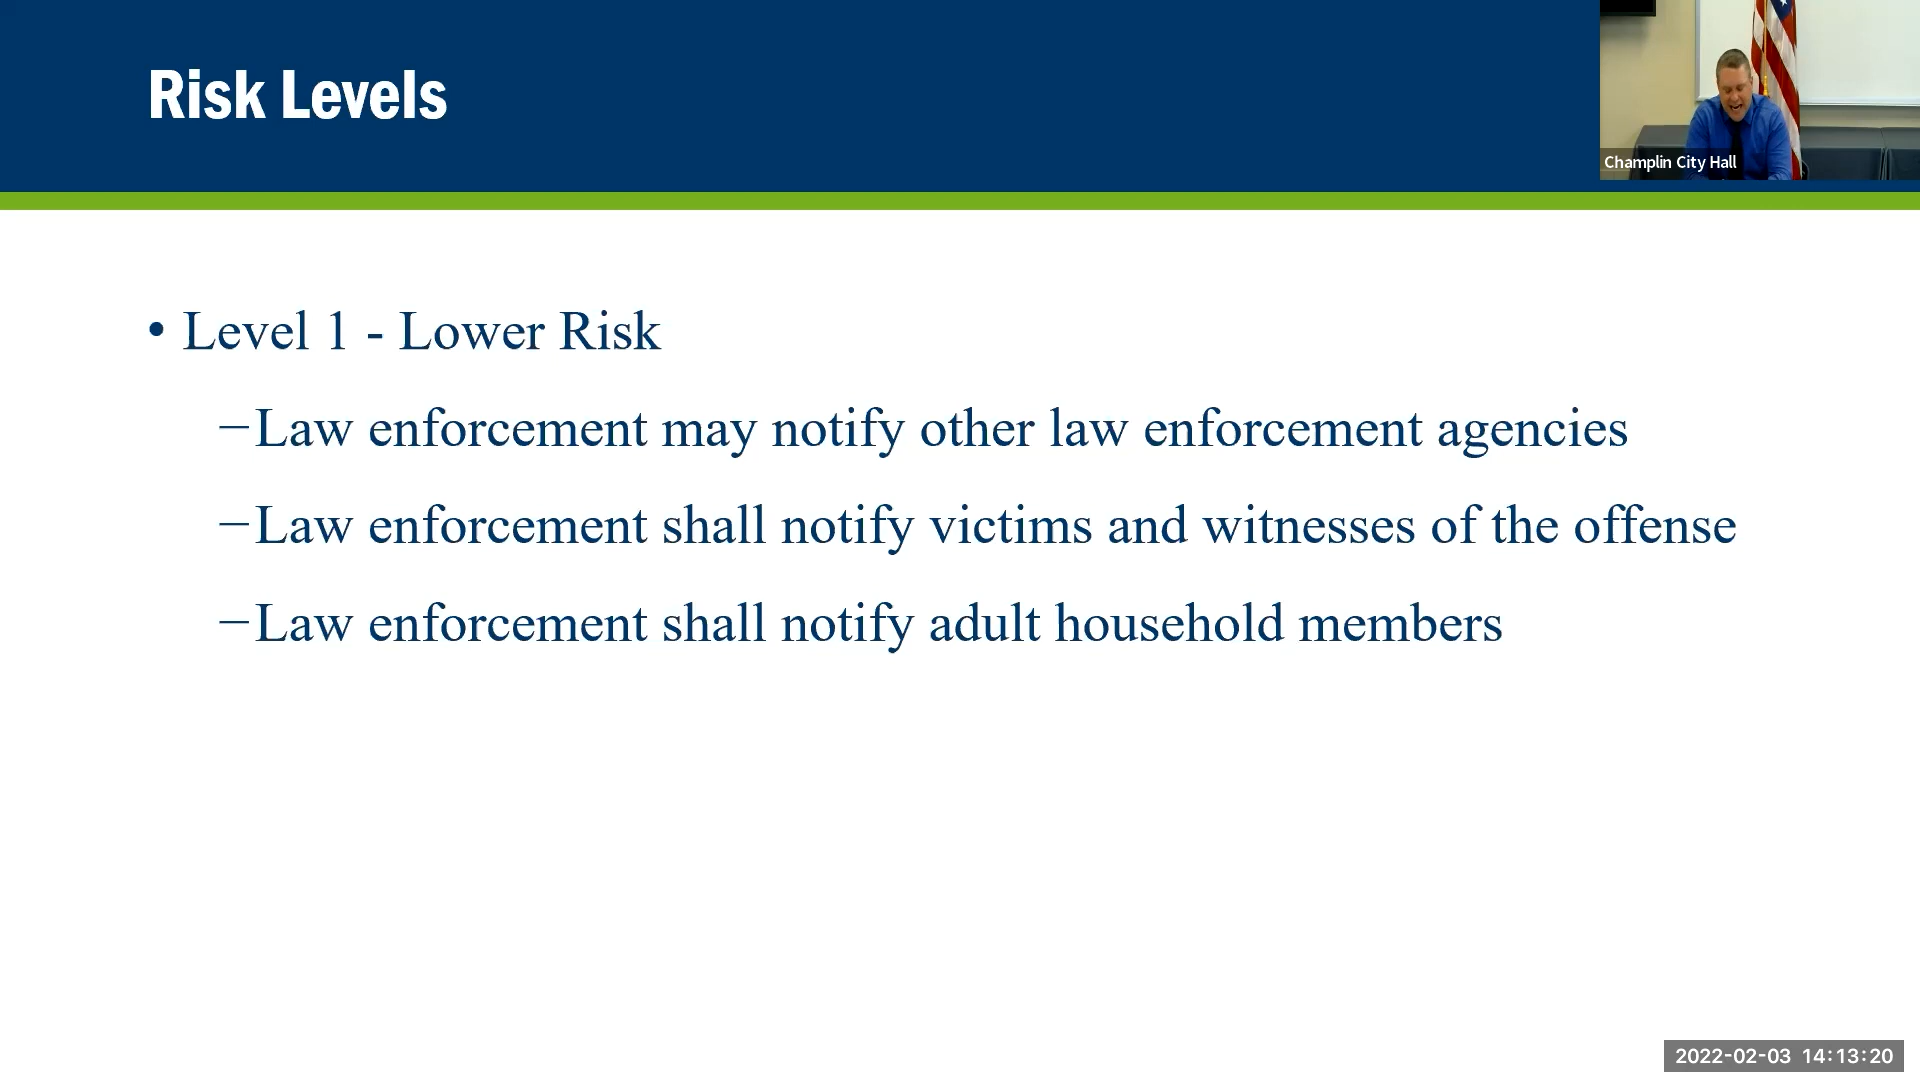 Risk Levels
Champlin City Hall
• Level 1 - Lower Risk
–Law enforcement may notify other law enforcement agencies
–Law enforcement shall notify victims and witnesses of the offense
–Law enforcement shall notify adult household members
2022-02-03 14:13:20